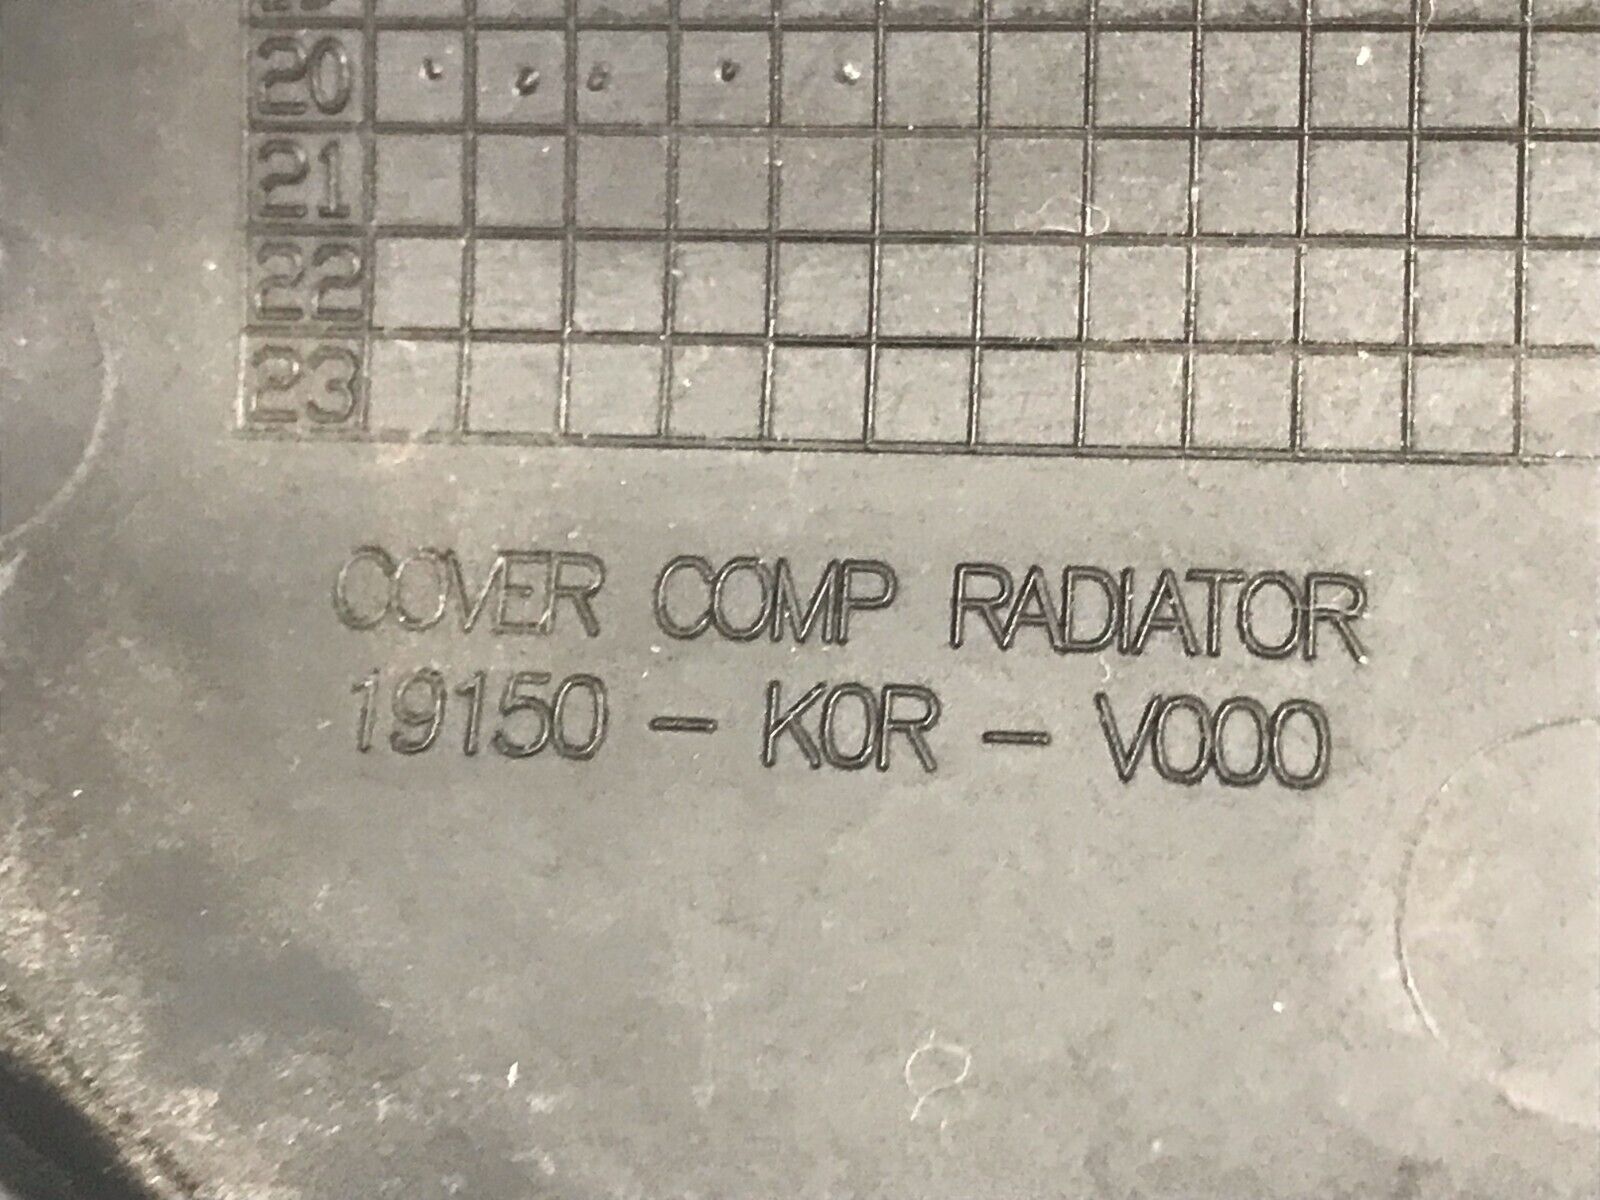 20
21
22
23
COVER COMP RADIATOR
19150 - K0R - V000